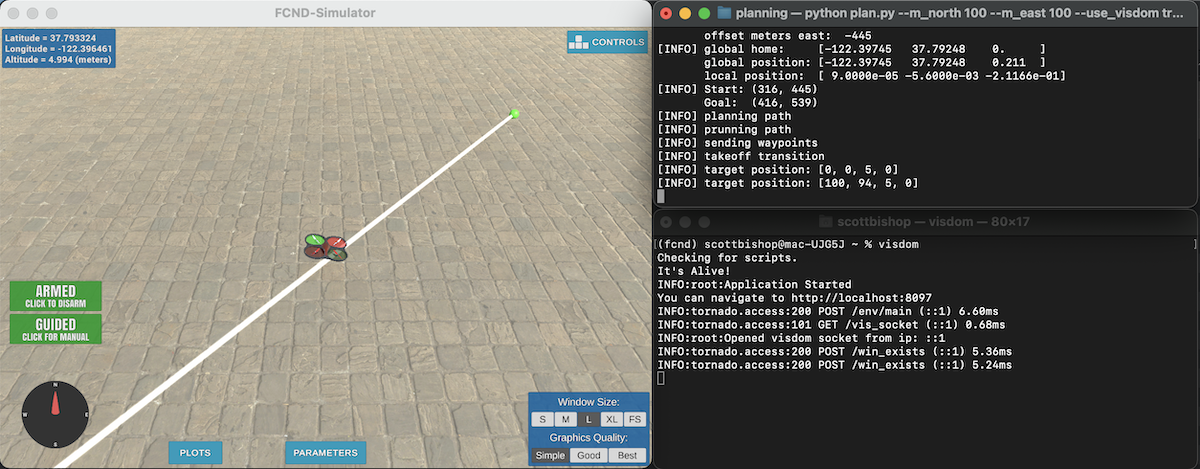 FCND-Simulator
Latitude = 37.793324
Longitude = -122.396461
Altitude = 4.994 (meters)
CONTROLS
ARMED
CLICK TO DISARM
GUIDED
CLICK FOR MANUAL
N
W
E
S
PLOTS
PARAMETERS
Window Size:
S M L XL FS
Graphics Quality:
Simple Good Best
planning — python plan.py --m_north 100 --m_east 100 --use_visdom tr...
offset meters east: -445
[INFO] global home: [-122.39745 37.79248 0. ]
global position: [-122.39745 37.79248 0.211 ]
local position: [ 9.0000e-05 -5.6000e-03 -2.1166e-01]
[INFO] Start: (316, 445)
Goal: (416, 539)
[INFO] planning path
[INFO] prunning path
[INFO] sending waypoints
[INFO] takeoff transition
[INFO] target position: [0, 0, 5, 0]
[INFO] target position: [100, 94, 5, 0]
scottbishop — visdom — 80×17
[(fcnd) scottbishop@mac-UJG5J ~ % visdom ]
Checking for scripts.
It's Alive!
INFO:root:Application Started
You can navigate to http://localhost:8097
INFO:tornado.access:200 POST /env/main (::1) 6.60ms
INFO:tornado.access:101 GET /vis_socket (::1) 0.68ms
INFO:root:Opened visdom socket from ip: ::1
INFO:tornado.access:200 POST /win_exists (::1) 5.36ms
INFO:tornado.access:200 POST /win_exists (::1) 5.24ms